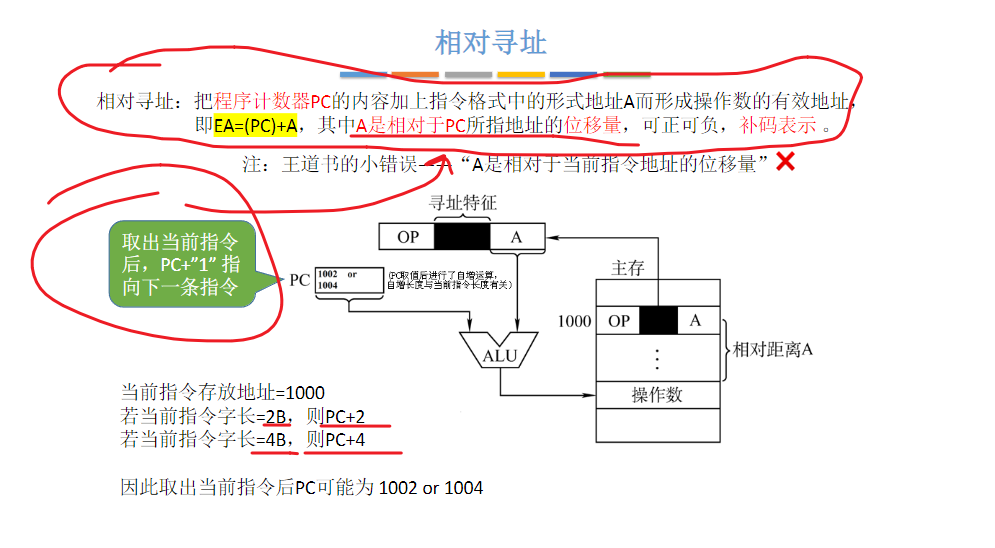 相对寻址
相对寻址：把程序计数器PC的内容加上指令格式中的形式地址A而形成操作数的有效地址，
即EA=(PC)+A，其中A是相对于PC所指地址的位移量，可正可负，补码表示 。
注：王道书的小错误——“A是相对于当前指令地址的位移量”
寻址特征
OP A
取出当前指令
后，PC+”1” 指
向下一条指令
PC
1002 or
1004
(PC取值后进行了自增运算，
自增长度与当前指令长度有关)
主存
1000 OP A
ALU
相对距离A
操作数
当前指令存放地址=1000
若当前指令字长=2B，则PC+2
若当前指令字长=4B，则PC+4
因此取出当前指令后PC可能为 1002 or 1004